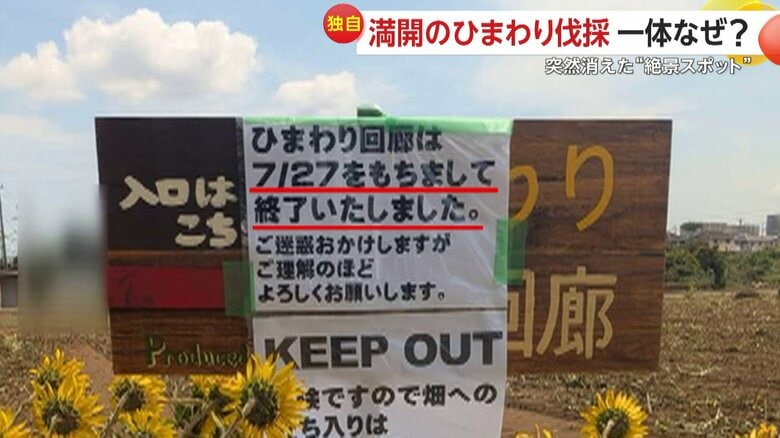 独自
満開のひまわり伐採 一体なぜ？
突然消えた“絶景スポット”
入口は
こち
ひまわり回廊は
7/27をもちまして
終了いたしました。
ご迷惑おかけしますが
ご理解のほど
よろしくお願いします。
KEEP OUT
険ですので畑への
ち入りは
わり
回廊
Produced